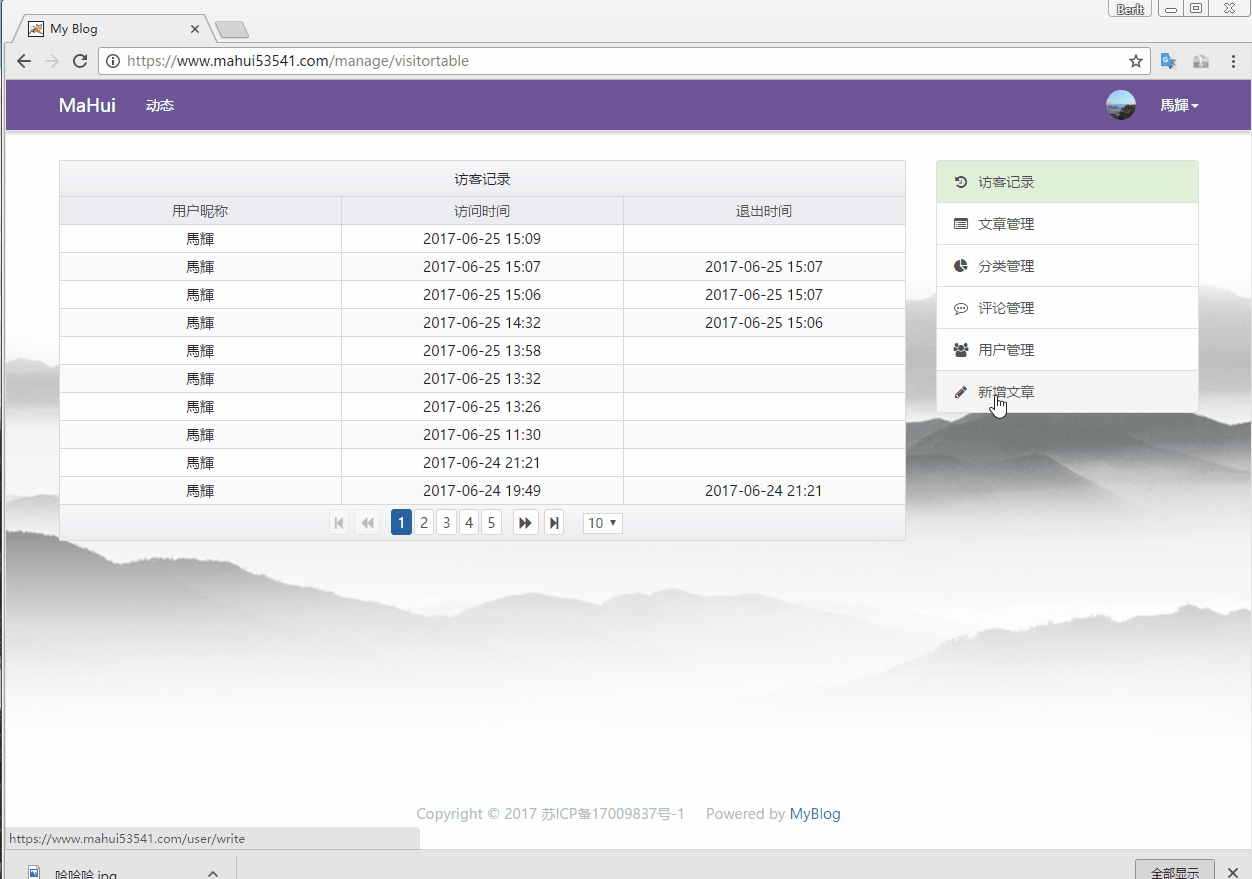 Berlt
My Blog
https://www.mahui53541.com/manage/visitortable
MaHui 动态 馬輝
访客记录
用户昵称 访问时间 退出时间
馬輝 2017-06-25 15:09
馬輝 2017-06-25 15:07 2017-06-25 15:07
馬輝 2017-06-25 15:06 2017-06-25 15:07
馬輝 2017-06-25 14:32 2017-06-25 15:06
馬輝 2017-06-25 13:58
馬輝 2017-06-25 13:32
馬輝 2017-06-25 13:26
馬輝 2017-06-25 11:30
馬輝 2017-06-24 21:21
馬輝 2017-06-24 19:49 2017-06-24 21:21
1 2 3 4 5 10
访客记录
文章管理
分类管理
评论管理
用户管理
新增文章
Copyright © 2017 苏ICP备17009837号-1 Powered by MyBlog
https://www.mahui53541.com/user/write
哈哈哈.jpg
全部显示